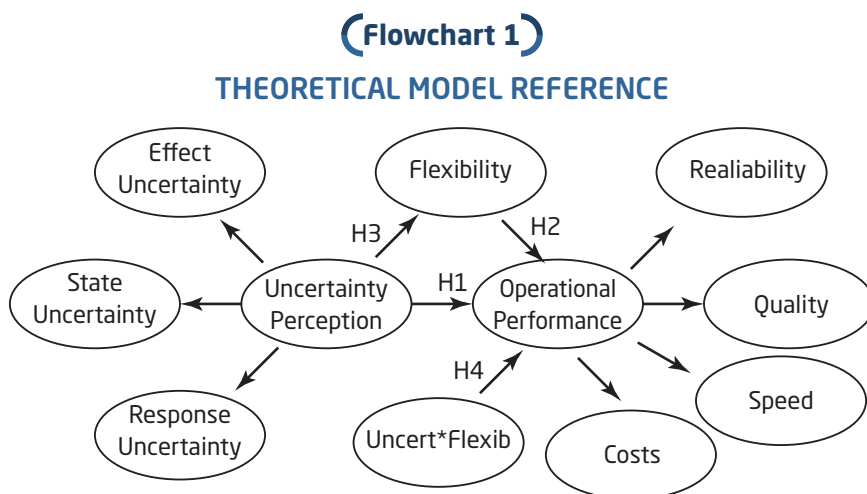 Flowchart 1
THEORETICAL MODEL REFERENCE
Effect
Uncertainty
Flexibility
Realiability
H3
H2
State
Uncertainty
Uncertainty
Perception
H1
Operational
Performance
Quality
H4
Response
Uncertainty
Uncert*Flexib
Costs
Speed